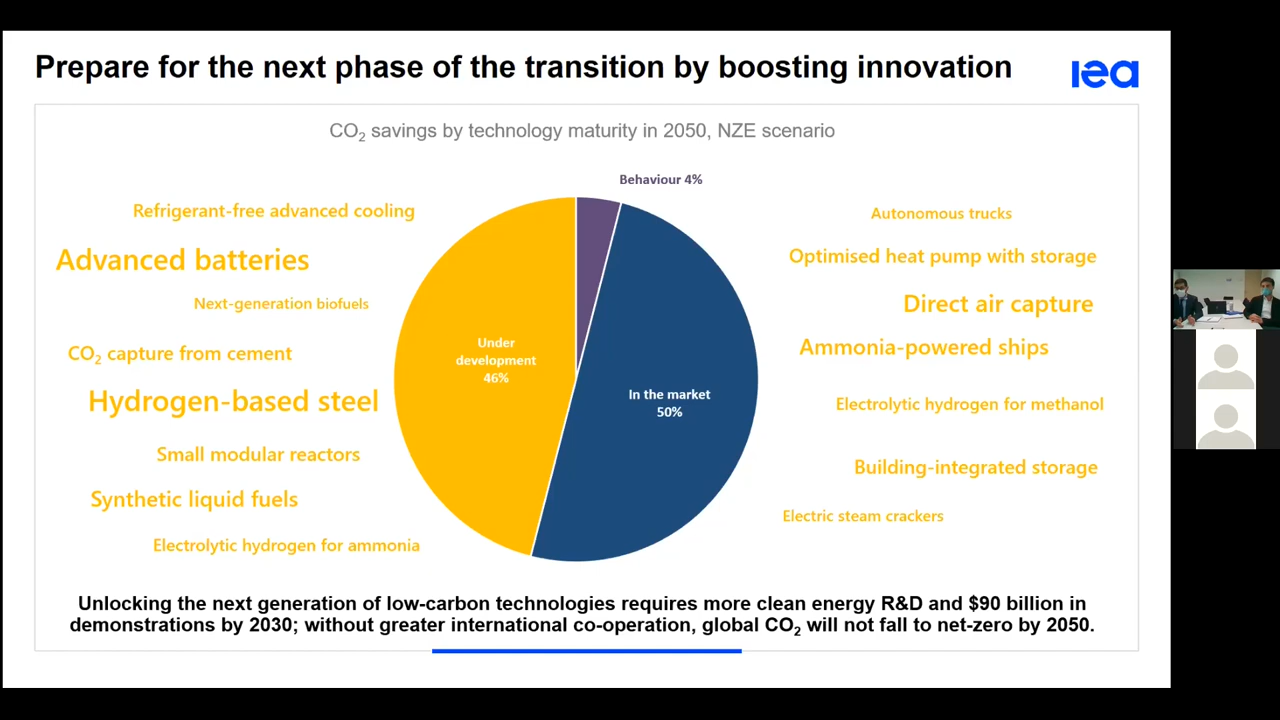 Prepare for the next phase of the transition by boosting innovation
iea
CO₂ savings by technology maturity in 2050, NZE scenario
Behaviour 4%
Refrigerant-free advanced cooling
Advanced batteries
Next-generation biofuels
CO₂ capture from cement
Hydrogen-based steel
Small modular reactors
Synthetic liquid fuels
Electrolytic hydrogen for ammonia
Under
development
46%
In the market
50%
Autonomous trucks
Optimised heat pump with storage
Direct air capture
Ammonia-powered ships
Electrolytic hydrogen for methanol
Building-integrated storage
Electric steam crackers
Unlocking the next generation of low-carbon technologies requires more clean energy R&D and $90 billion in
demonstrations by 2030; without greater international co-operation, global CO₂ will not fall to net-zero by 2050.